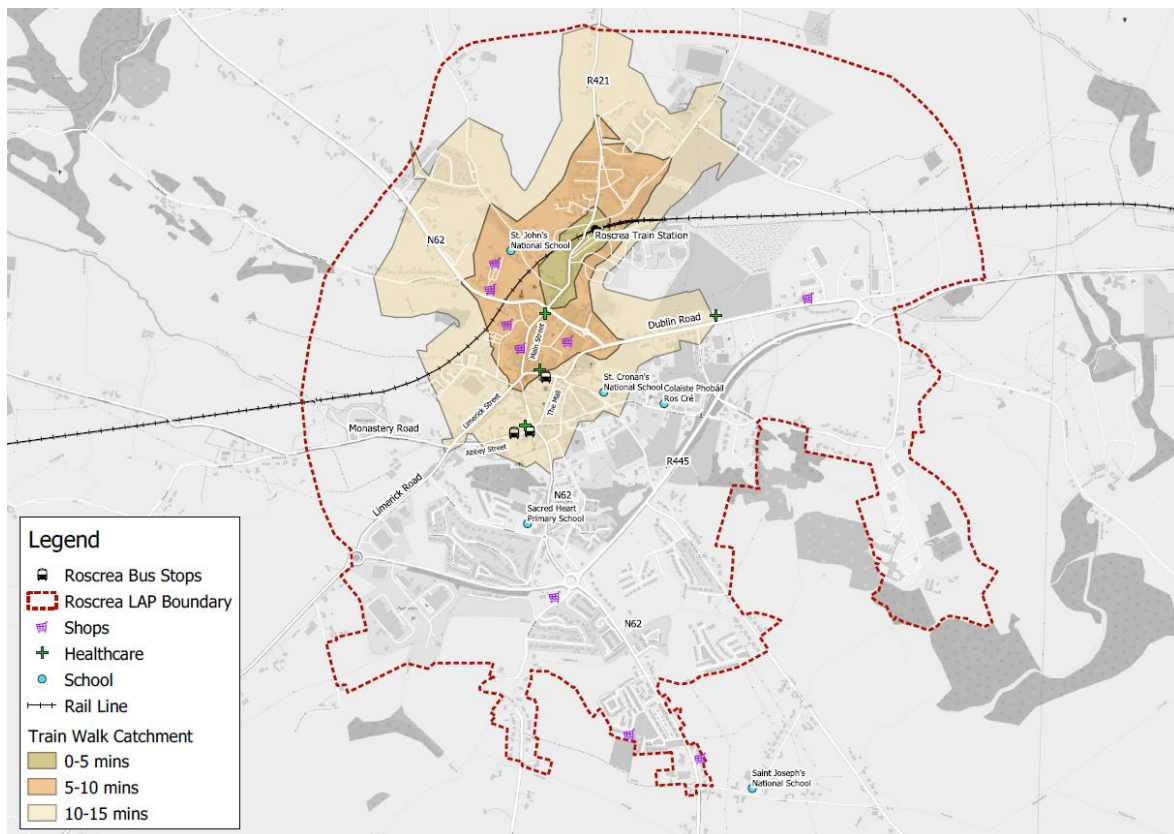 R421
N62
St. John's
National School
Roscrea Train Station
Main Street
Dublin Road
St. Cronan's
National School
Colaiste Phobáil
Ros Cré
Limerick Street
The Mall
Monastery Road
Abbey Street
R445
Limerick Road
N62
Sacred Heart
Primary School
N62
Saint Joseph's
National School
Legend
Roscrea Bus Stops
Roscrea LAP Boundary
Shops
Healthcare
School
Rail Line
Train Walk Catchment
0-5 mins
5-10 mins
10-15 mins